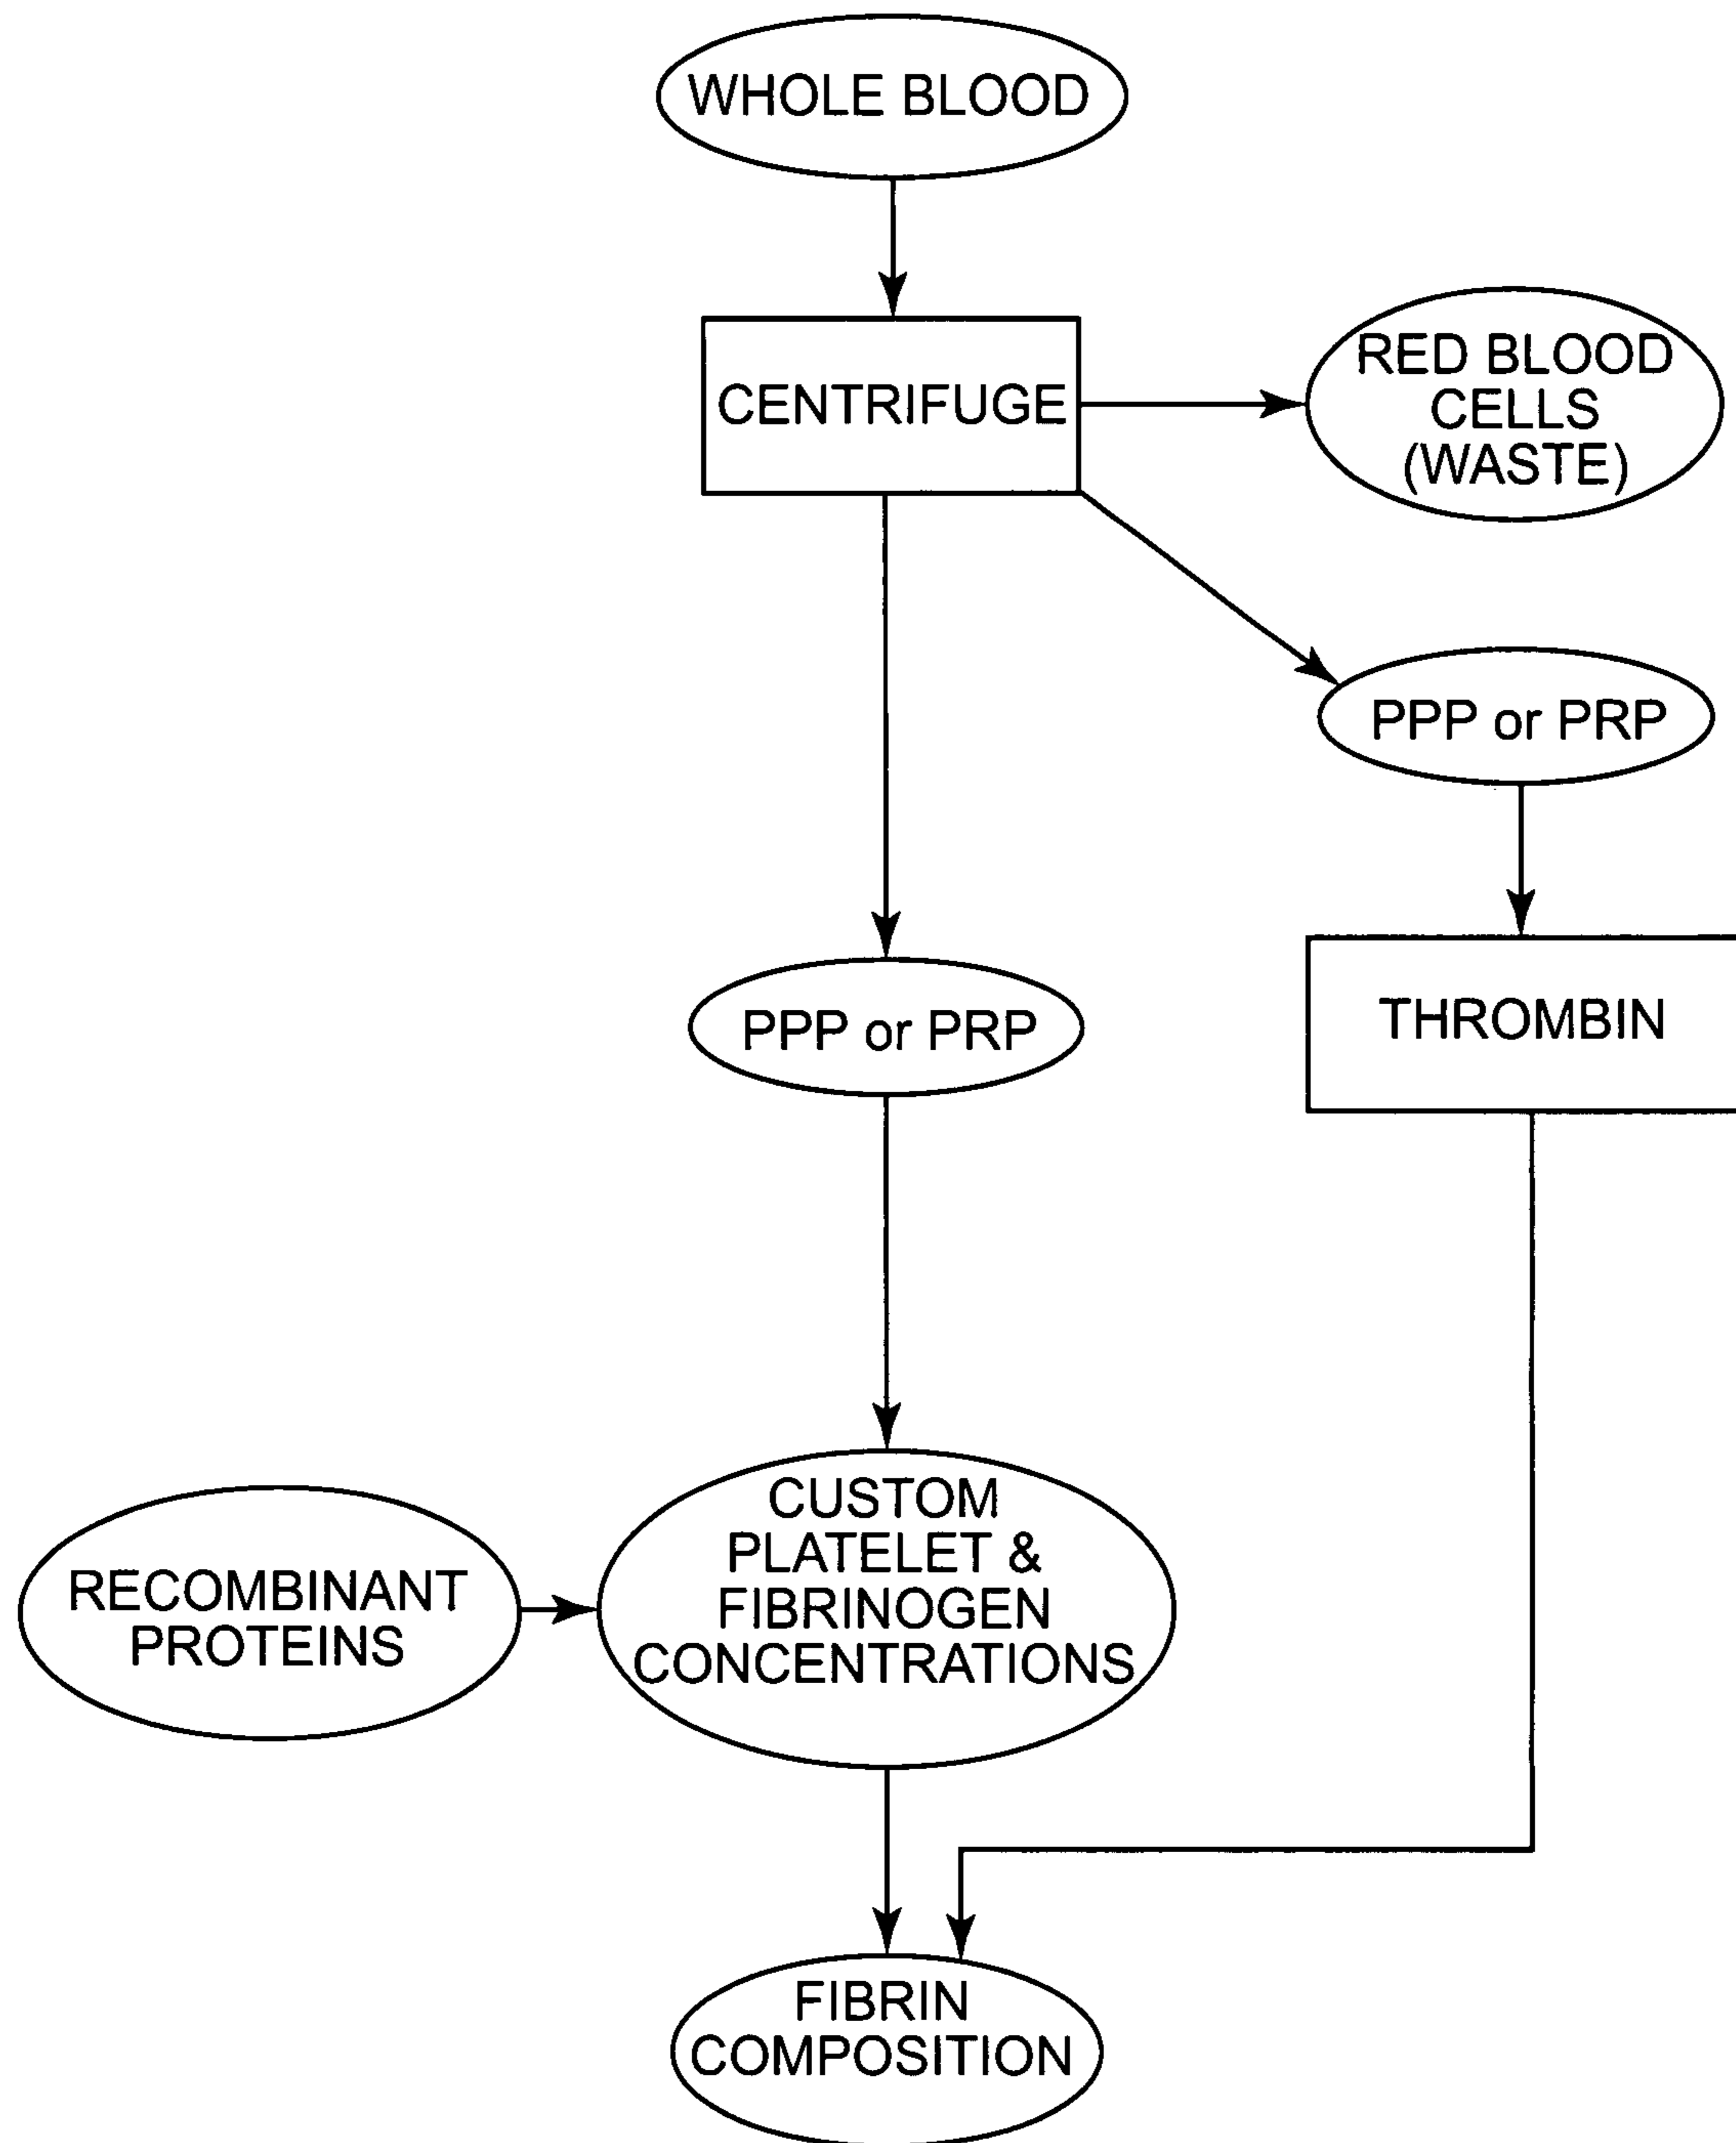 WHOLE BLOOD
CENTRIFUGE
RED BLOOD
CELLS
(WASTE)
PPP or PRP
PPP or PRP
THROMBIN
CUSTOM
PLATELET &
FIBRINOGEN
CONCENTRATIONS
RECOMBINANT
PROTEINS
FIBRIN
COMPOSITION